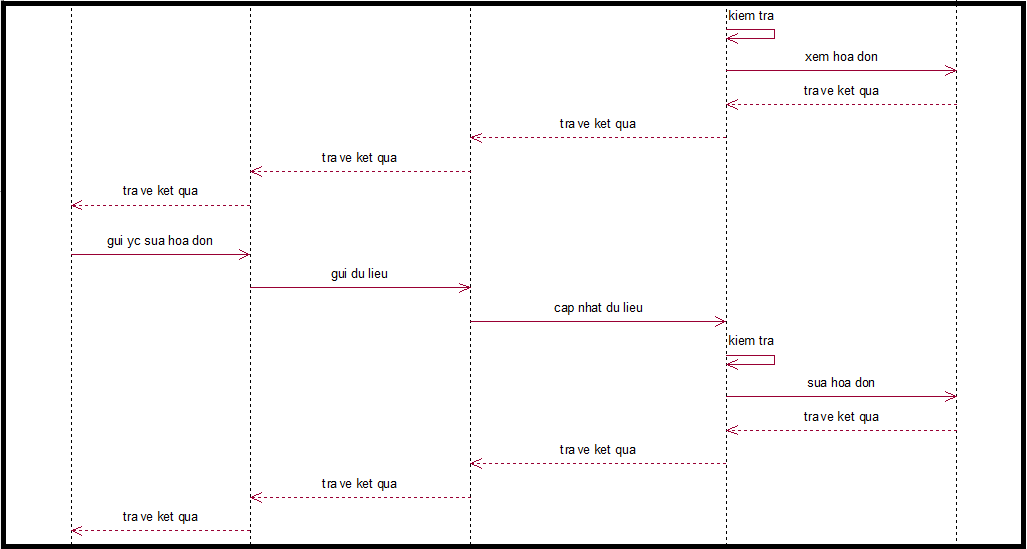 kiem tra
xem hoa don
tra ve ket qua
tra ve ket qua
tra ve ket qua
tra ve ket qua
gui yc sua hoa don
gui du lieu
cap nhat du lieu
kiem tra
sua hoa don
tra ve ket qua
tra ve ket qua
tra ve ket qua
tra ve ket qua